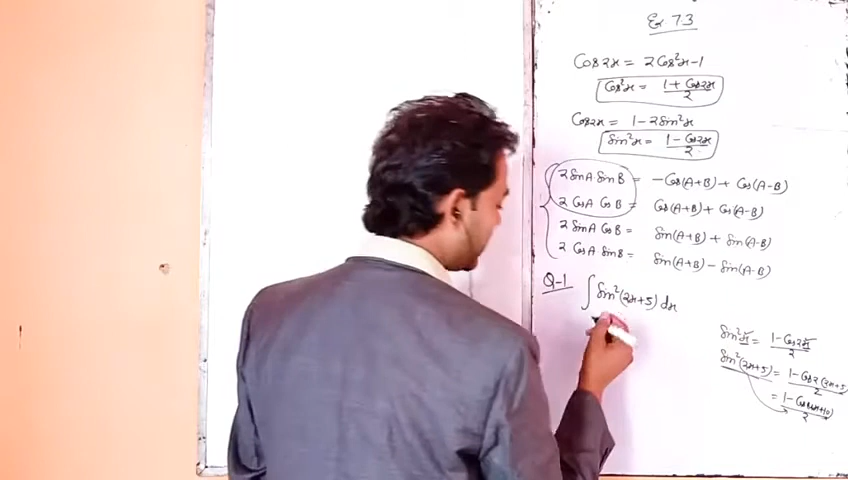 Ex. 7.3
Cos2x = 2Cos²x-1
Cos²x = 1+Cos2x/2
Cos2x = 1-2Sin²x
Sin²x = 1-Cos2x/2
2SinA SinB = -Cos(A+B)+Cos(A-B)
2CosA CosB = Cos(A+B)+Cos(A-B)
2SinA CosB = Sin(A+B)+Sin(A-B)
2CosA SinB = Sin(A+B)-Sin(A-B)
Q-1 ∫Sin²(2x+5)dx
Sin²x = 1-Cos2x/2
Sin²(2x+5) = 1-Cos2(2x+5)/2
= 1-Cos(4x+10)/2